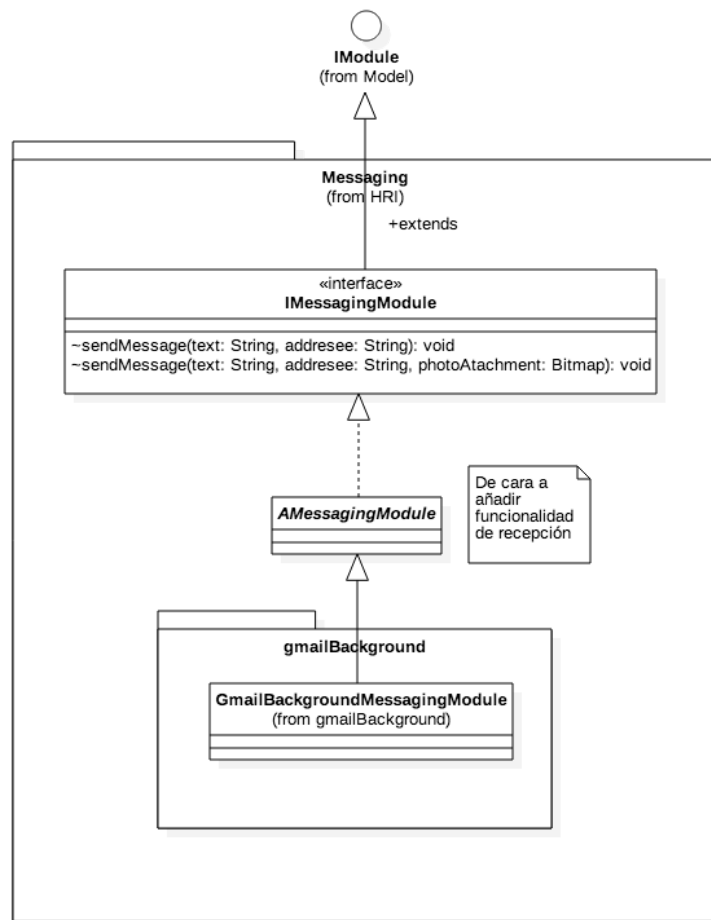 IModule
(from Model)
Messaging
(from HRI)
+extends
«interface»
IMessagingModule
~sendMessage(text: String, addresee: String): void
~sendMessage(text: String, addresee: String, photoAtachment: Bitmap): void
AMessagingModule
De cara a
añadir
funcionalidad
de recepción
gmailBackground
GmailBackgroundMessagingModule
(from gmailBackground)